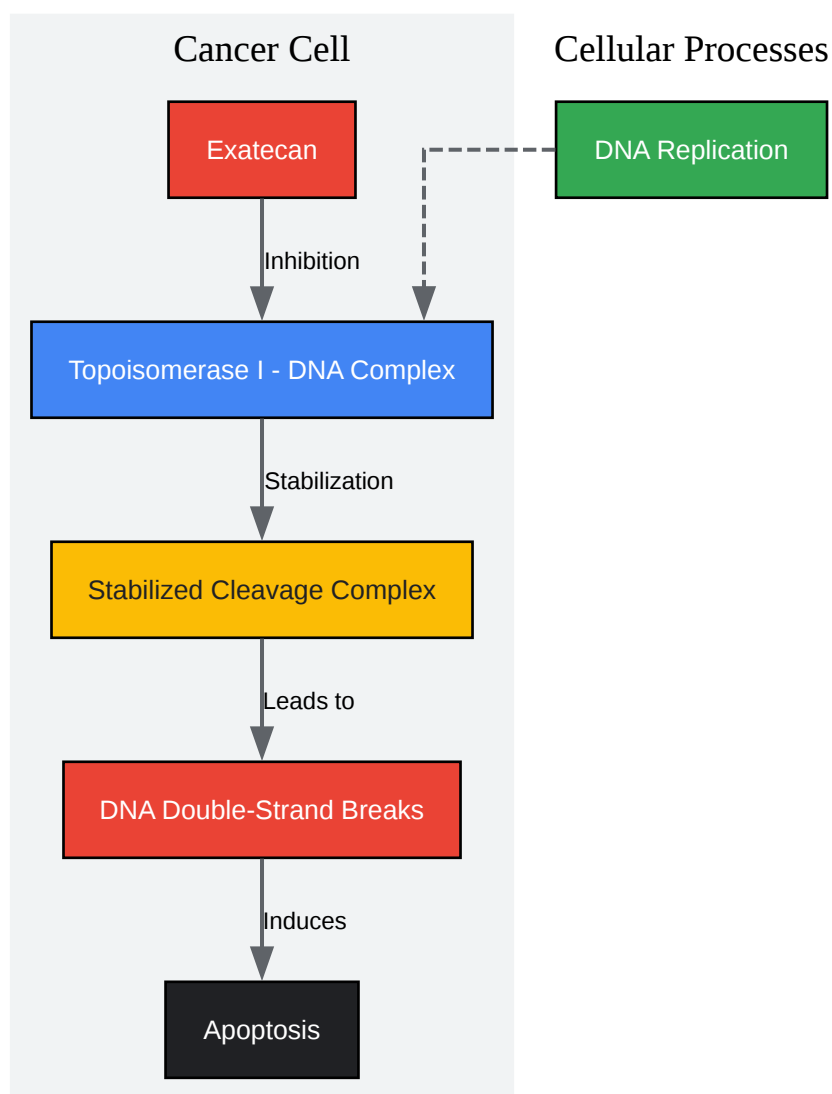 Cancer Cell
Cellular Processes
Exatecan
DNA Replication
Inhibition
Topoisomerase I - DNA Complex
Stabilization
Stabilized Cleavage Complex
Leads to
DNA Double-Strand Breaks
Induces
Apoptosis